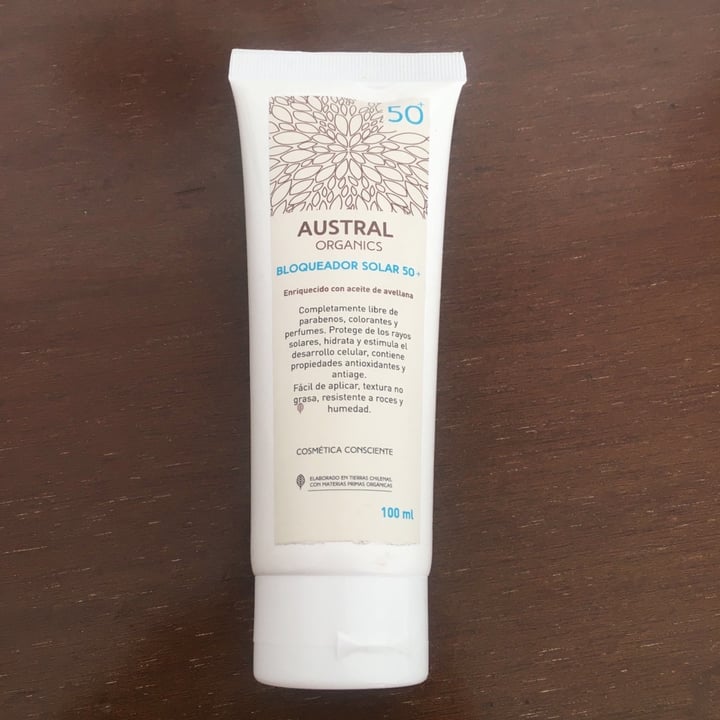 50+
AUSTRAL
ORGANICS
BLOQUEADOR SOLAR 50+
Enriquecido con aceite de avellana
Completamente libre de
parabenos, colorantes y
perfumes. Protege de los rayos
solares, hidrata y estimula el
desarrollo celular, contiene
propiedades antioxidantes y
antiage.
Fácil de aplicar, textura no
grasa, resistente a roces y
humedad.
COSMÉTICA CONSCIENTE
ELABORADO EN TIERRAS CHILENAS,
CON MATERIAS PRIMAS ORGÁNICAS
100 ml